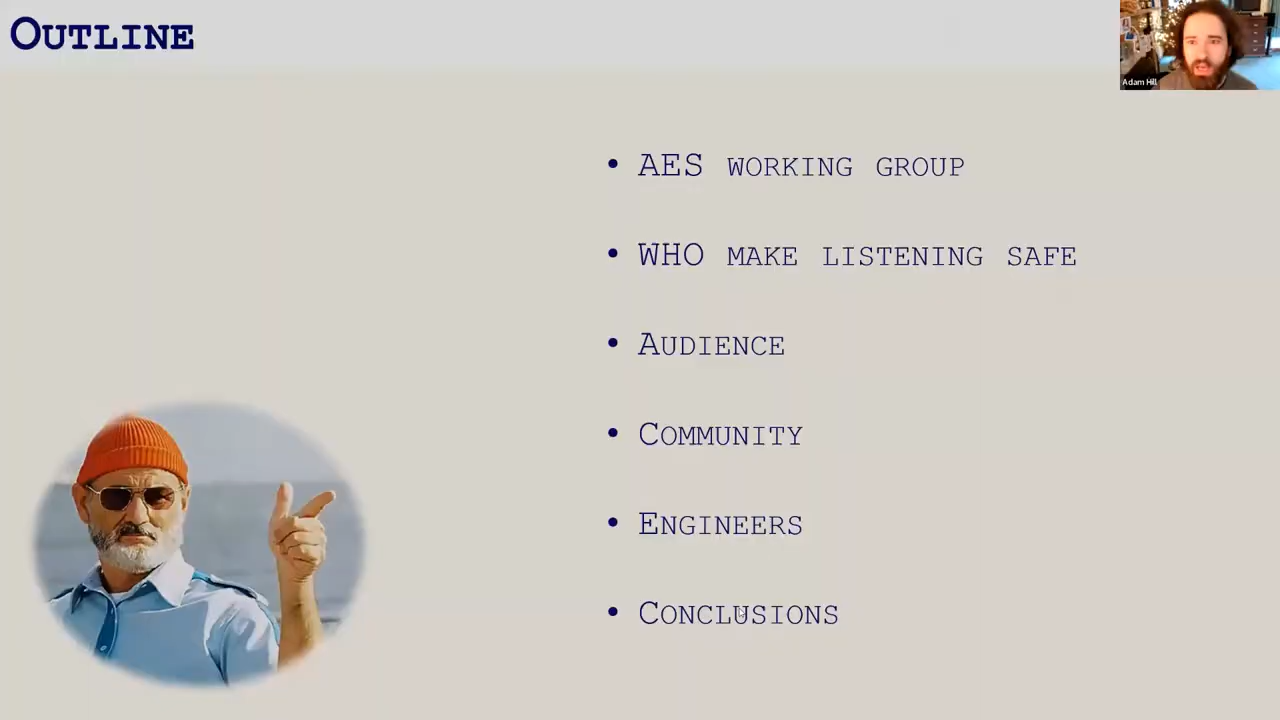 OUTLINE
Adam Hill
• AES WORKING GROUP
• WHO MAKE LISTENING SAFE
• AUDIENCE
• COMMUNITY
• ENGINEERS
• CONCLUSIONS